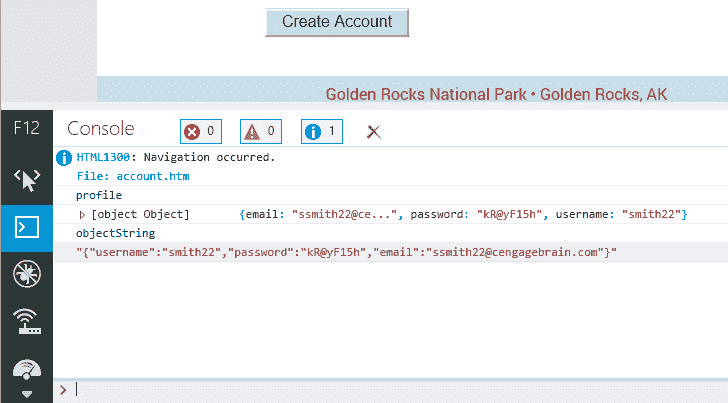 Create Account
Golden Rocks National Park • Golden Rocks, AK
F12 Console 0 0 1
HTML1300: Navigation occurred.
File: account.htm
profile
[object Object] {email: "ssmith22@ce...", password: "kR@yF15h", username: "smith22"}
objectString
"{"username":"smith22","password":"kR@yF15h","email":"ssmith22@cengagebrain.com"}"